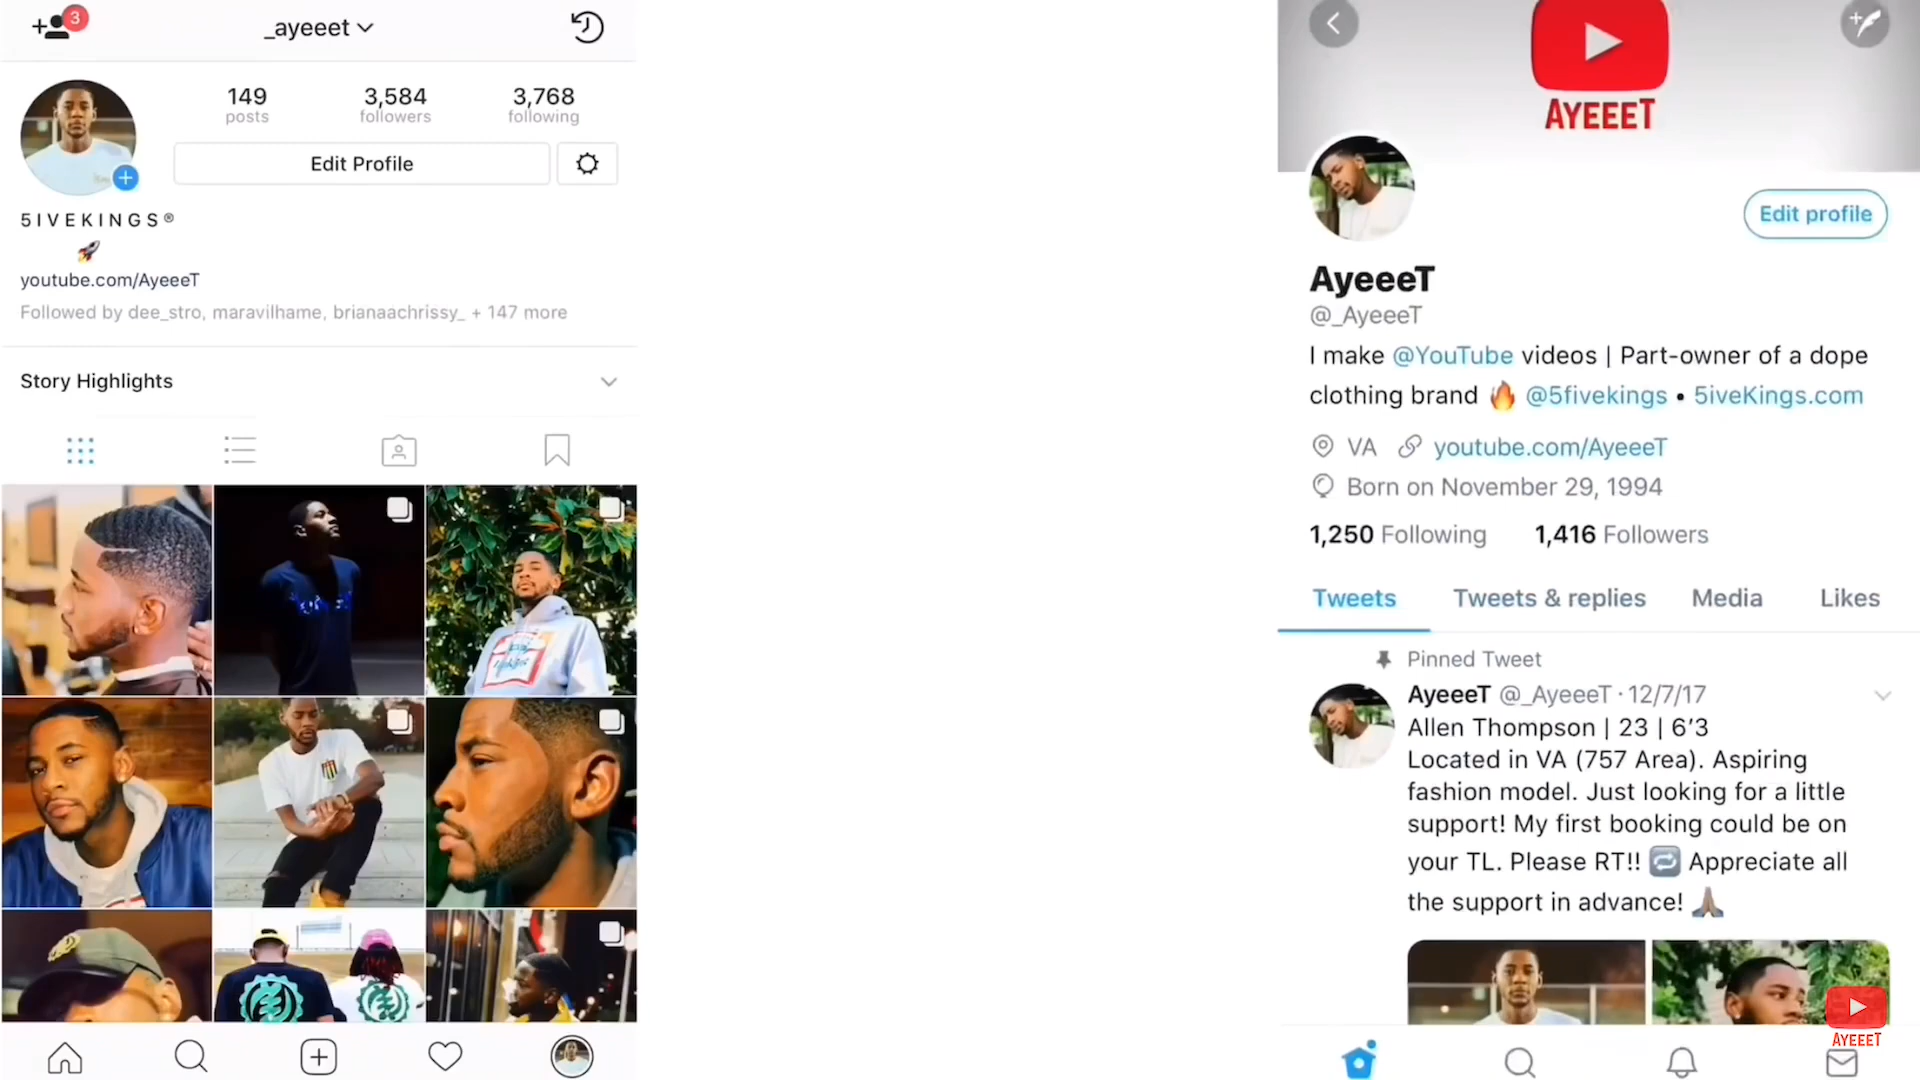 3
_ayeeet
149
3,584
3,768
posts
followers
following
Edit Profile
5IVEKINGS®
youtube.com/AyeeeT
Followed by dee_stro, maravilhame, brianaachrissy_ + 147 more
Story Highlights
AYEEET
Edit profile
AyeeeT
@_AyeeeT
I make @YouTube videos | Part-owner of a dope
clothing brand 🔥 @5fivekings • 5iveKings.com
VA youtube.com/AyeeeT
Born on November 29, 1994
1,250 Following 1,416 Followers
Tweets Tweets & replies Media Likes
Pinned Tweet
AyeeeT @_AyeeeT · 12/7/17
Allen Thompson | 23 | 6’3
Located in VA (757 Area). Aspiring
fashion model. Just looking for a little
support! My first booking could be on
your TL. Please RT!! 🔁 Appreciate all
the support in advance! 🙏🏽
AYEEET